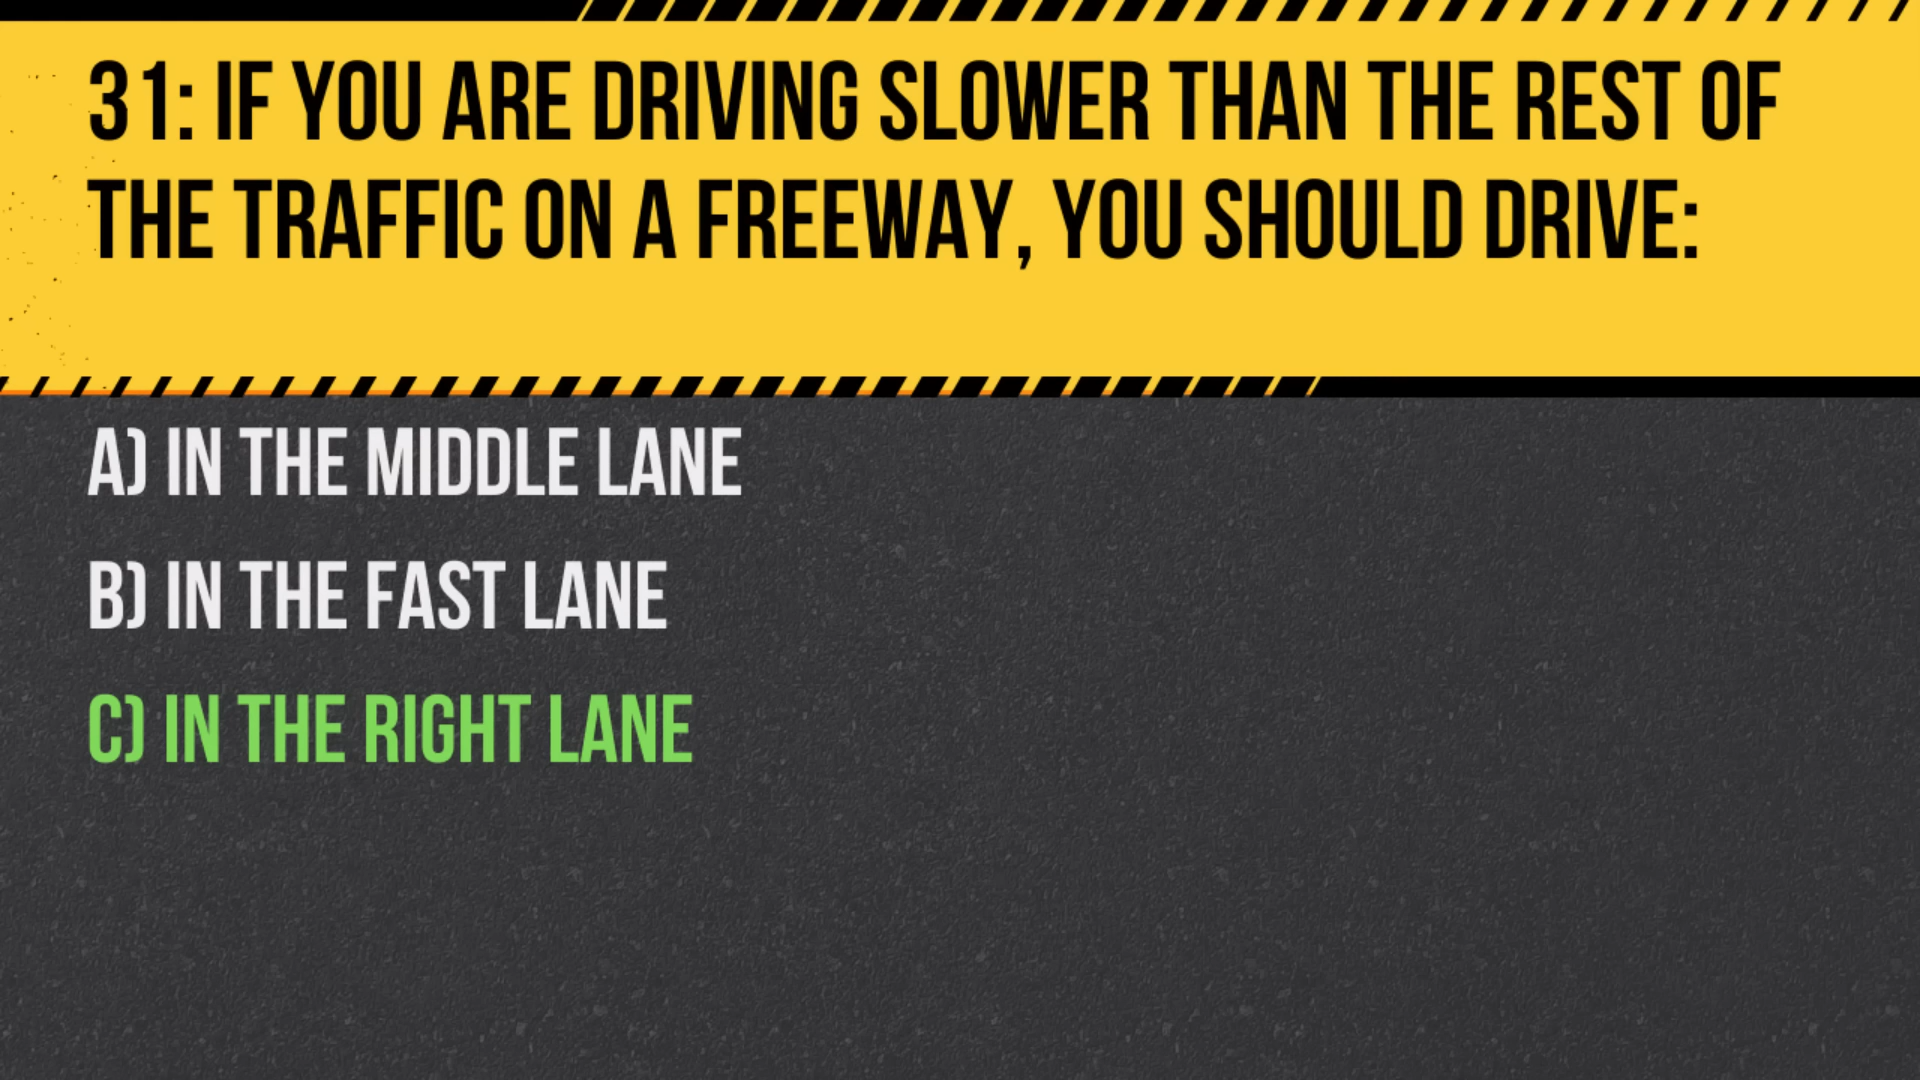 31: IF YOU ARE DRIVING SLOWER THAN THE REST OF
THE TRAFFIC ON A FREEWAY, YOU SHOULD DRIVE:
A) IN THE MIDDLE LANE
B) IN THE FAST LANE
C) IN THE RIGHT LANE